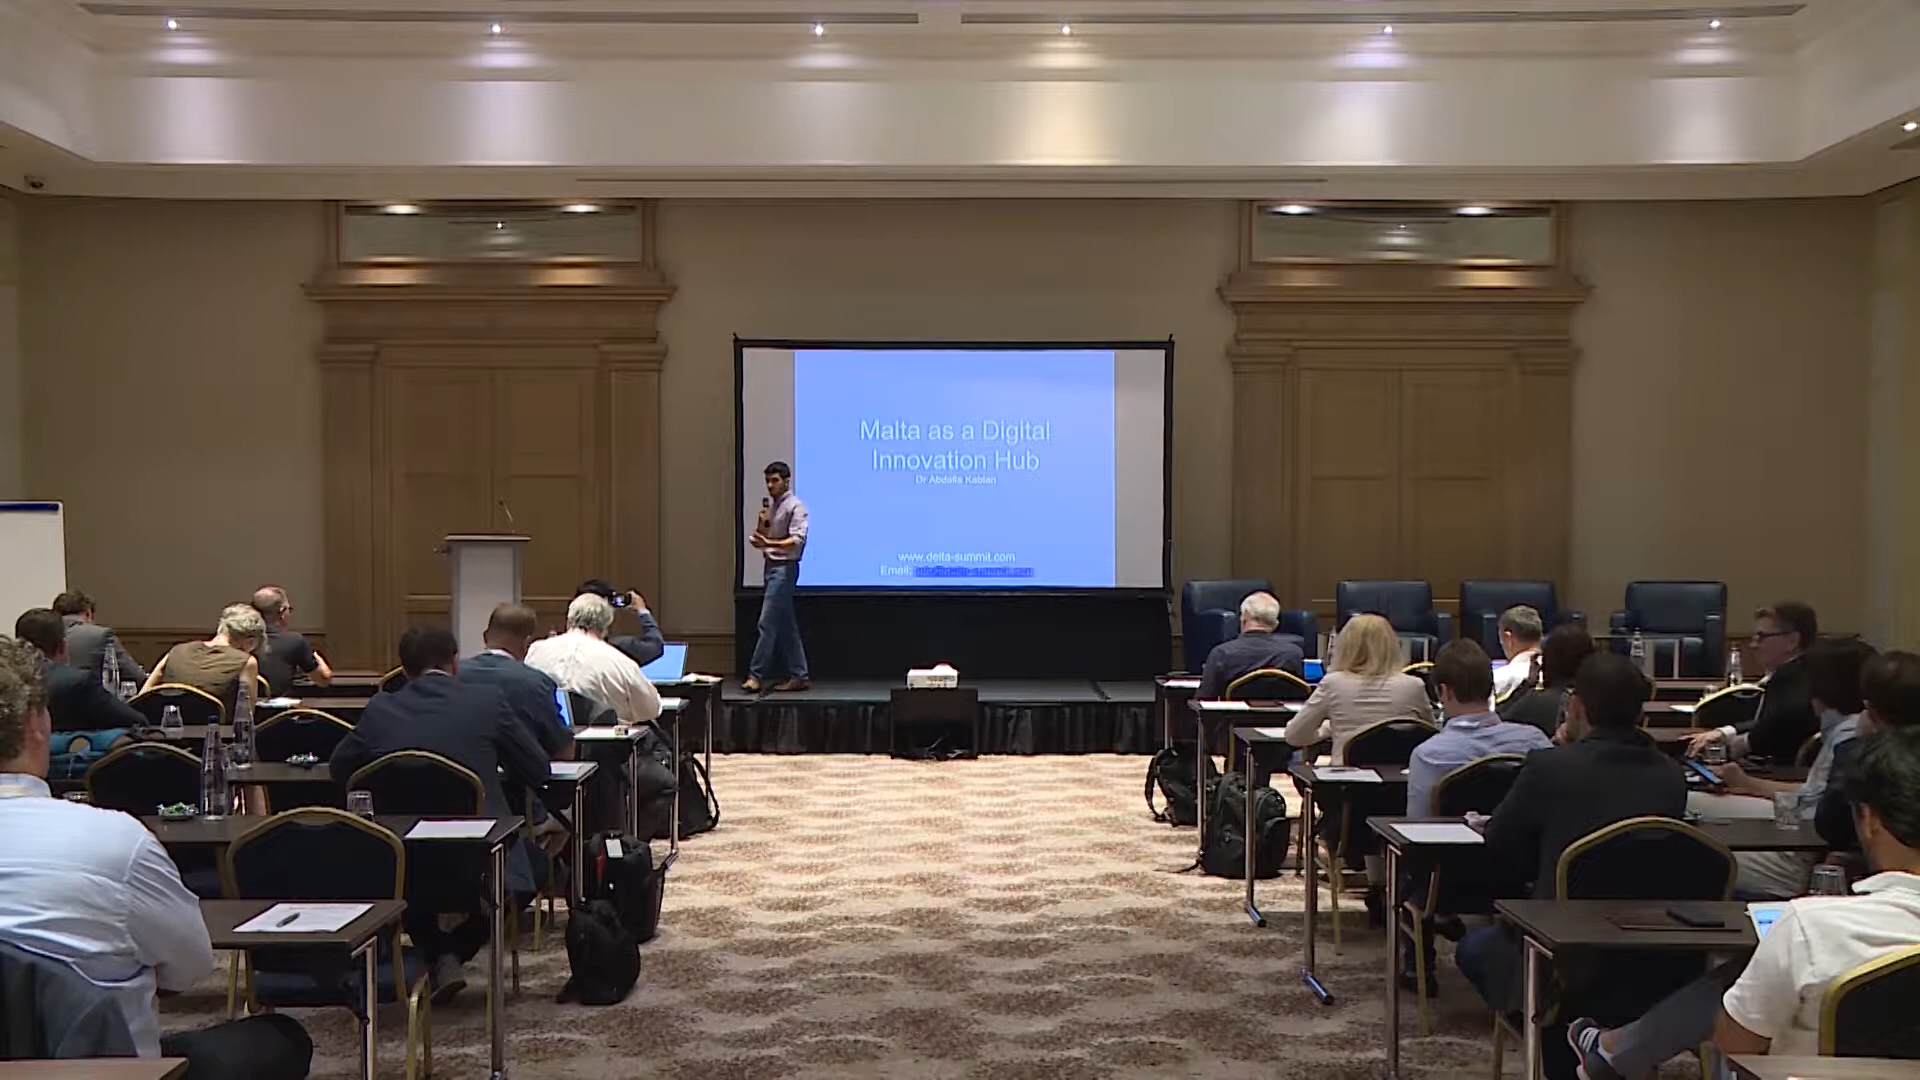 Malta as a Digital
Innovation Hub
Dr Abdalla Kablan
www.delta-summit.com
Email: